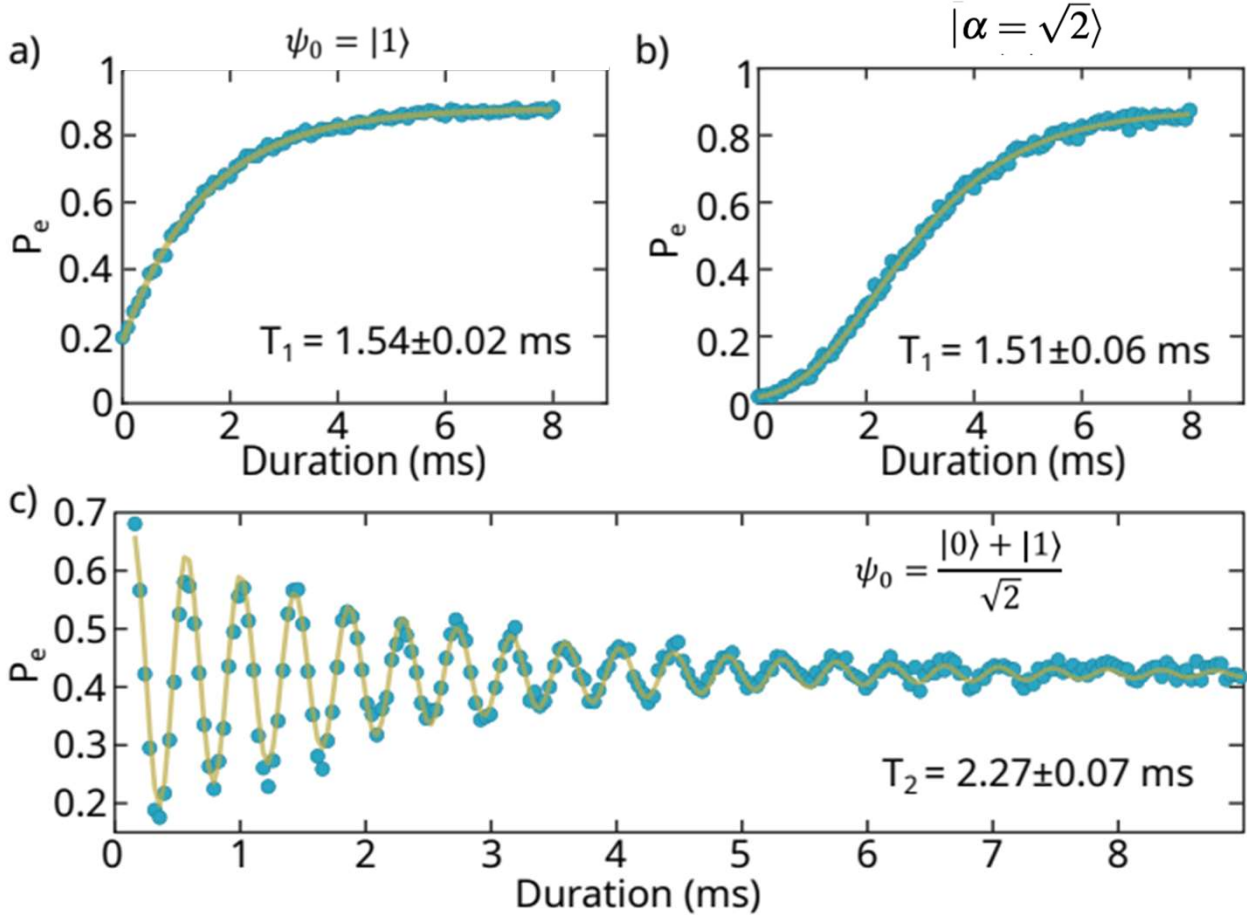 a)
ψ₀ = |1⟩
1
0.8
0.6
0.4
0.2
0
Pₑ
T₁ = 1.54±0.02 ms
0 2 4 6 8
Duration (ms)
b)
|α = √2⟩
1
0.8
0.6
0.4
0.2
0
Pₑ
T₁ = 1.51±0.06 ms
0 2 4 6 8
Duration (ms)
c)
0.7
0.6
0.5
0.4
0.3
0.2
Pₑ
ψ₀ = |0⟩ + |1⟩ / √2
T₂ = 2.27±0.07 ms
0 1 2 3 4 5 6 7 8
Duration (ms)